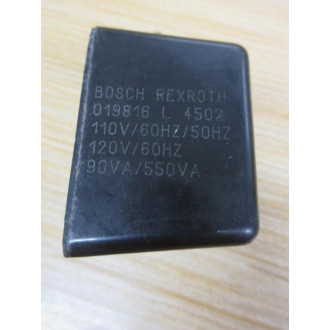 BOSCH REXROTH
019816 L 4502
110V/60HZ/50HZ
120V/60HZ
90VA/550VA